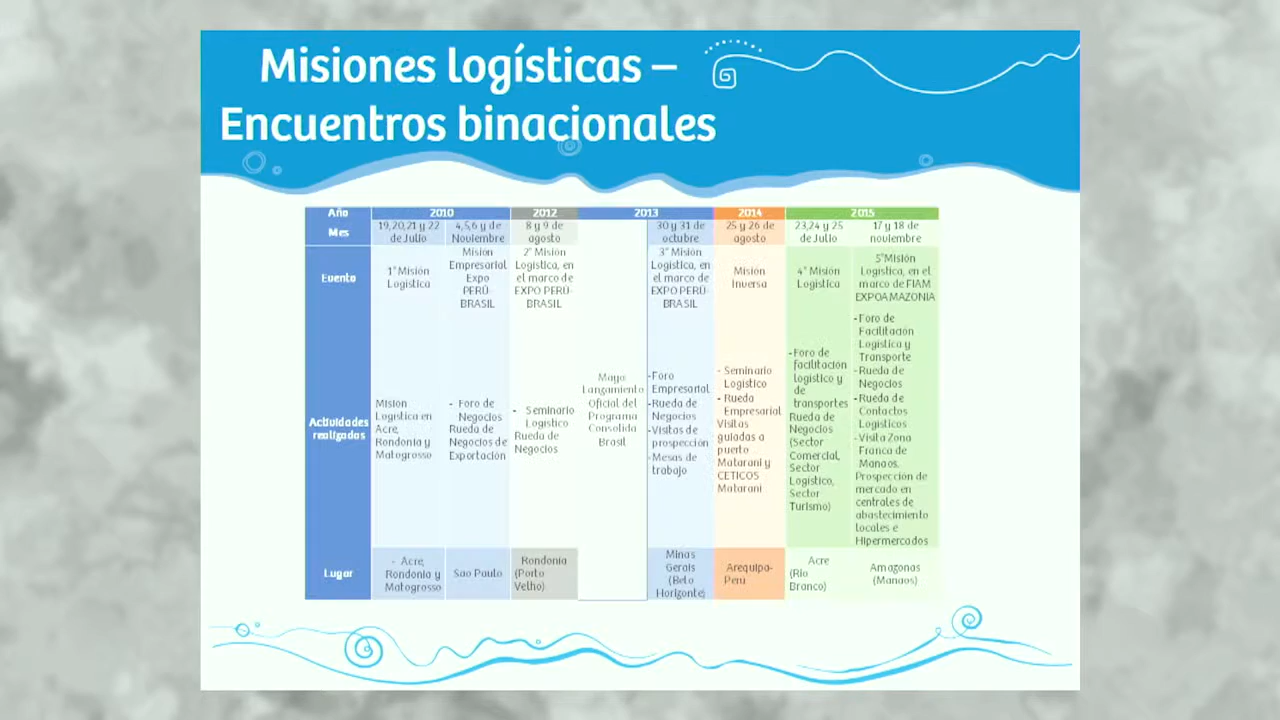 Misiones logísticas –
Encuentros binacionales
Año
2010
2012
2013
2014
2015
Mes
19,20,21 y 22
de Julio
4,5,6 y de
Noviembre
8 y 9 de
agosto
30 y 31 de
octubre
25 y 26 de
agosto
23,24 y 25
de Julio
17 y 18 de
noviembre
Evento
1° Misión
Logística
Misión
Empresarial
Expo
PERÚ-
BRASIL
2° Misión
Logística, en
el marco de
EXPO PERÚ-
BRASIL
3° Misión
Logística, en
el marco de
EXPO PERÚ-
BRASIL
Misión
Inversa
4° Misión
Logística
5°Misión
Logística, en el
marco de FIAM
EXPOAMAZONIA
Actividades
realizadas
Misión
Logística en
Acre,
Rondonia y
Matogrosso
- Foro de
Negocios
Rueda de
Negocios de
Exportación
- Seminario
Logístico
Rueda de
Negocios
Mayo:
Lanzamiento
Oficial del
Programa
Consolida
Brasil
-Foro
Empresarial
-Rueda de
Negocios
-Visitas de
prospección
-Mesas de
trabajo
- Seminario
Logístico
- Rueda
Empresarial
Visitas
guiadas a
puerto
Matarani y
CETICOS
Matarani
-Foro de
facilitación
logístico y
de
transportes
Rueda de
Negocios
(Sector
Comercial,
Sector
Logístico,
Sector
Turismo)
-Foro de
Facilitación
Logística y
Transporte
-Rueda de
Negocios
-Rueda de
Contactos
Logísticos
-Visita Zona
Franca de
Manaos.
Prospección de
mercado en
centrales de
abastecimiento
locales e
Hipermercados
Lugar
- Acre,
Rondonia y
Matogrosso
Sao Paulo
Rondonia
(Porto
Velho)
Minas
Gerais
(Belo
Horizonte)
Arequipa-
Perú
Acre
(Rio
Branco)
Amazonas
(Manaos)